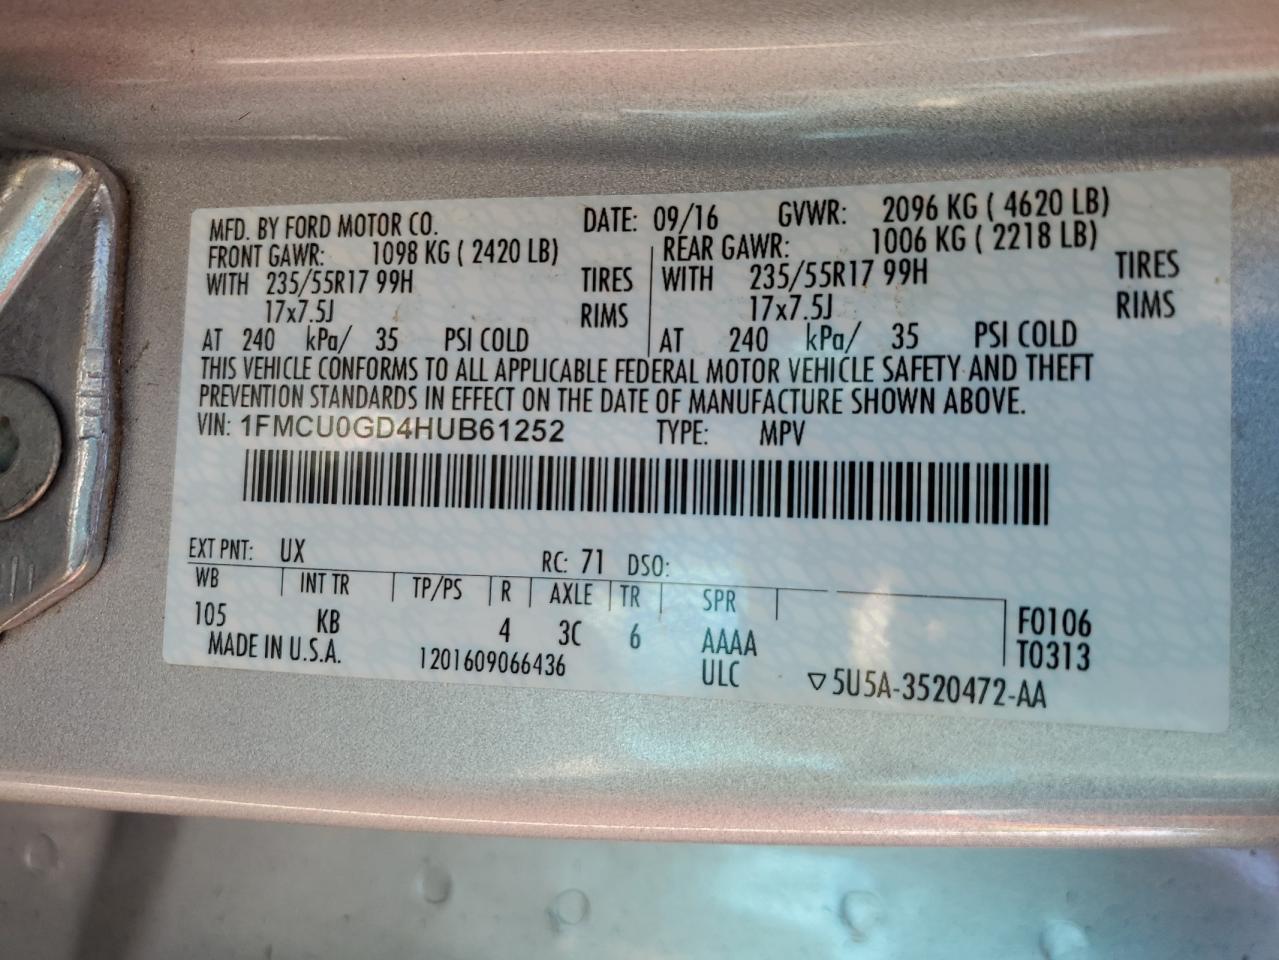 MFD. BY FORD MOTOR CO. DATE: 09/16 GVWR: 2096 KG ( 4620 LB)
FRONT GAWR: 1098 KG ( 2420 LB) REAR GAWR: 1006 KG ( 2218 LB)
WITH 235/55R17 99H TIRES WITH 235/55R17 99H TIRES
17x7.5J RIMS 17x7.5J RIMS
AT 240 kPa/ 35 PSI COLD AT 240 kPa/ 35 PSI COLD
THIS VEHICLE CONFORMS TO ALL APPLICABLE FEDERAL MOTOR VEHICLE SAFETY AND THEFT
PREVENTION STANDARDS IN EFFECT ON THE DATE OF MANUFACTURE SHOWN ABOVE.
VIN: 1FMCU0GD4HUB61252 TYPE: MPV
EXT PNT: UX RC: 71 DSO:
WB INT TR TP/PS R AXLE TR SPR
105 KB 4 3C 6 AAAA F0106
MADE IN U.S.A. 1201609066436 ULC T0313
▽5U5A-3520472-AA